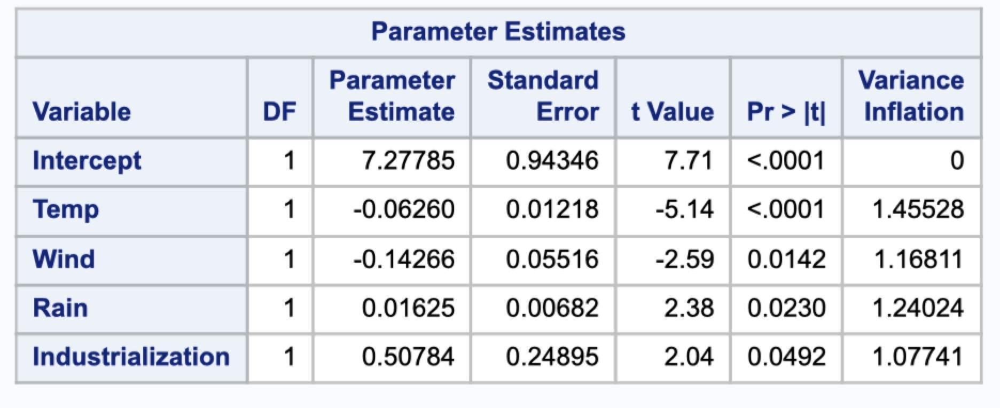 Parameter Estimates
Variable DF Parameter Estimate Standard Error t Value Pr > |t| Variance Inflation
Intercept 1 7.27785 0.94346 7.71 <.0001 0
Temp 1 -0.06260 0.01218 -5.14 <.0001 1.45528
Wind 1 -0.14266 0.05516 -2.59 0.0142 1.16811
Rain 1 0.01625 0.00682 2.38 0.0230 1.24024
Industrialization 1 0.50784 0.24895 2.04 0.0492 1.07741